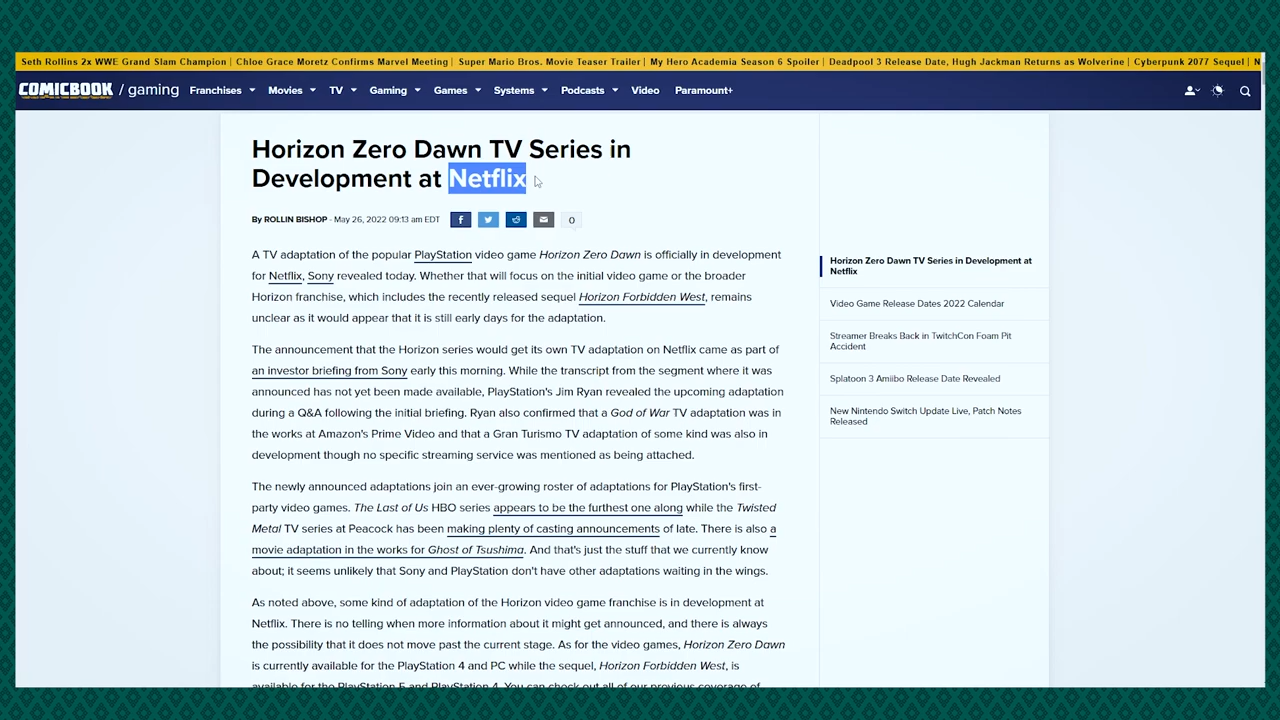 Seth Rollins 2x WWE Grand Slam Champion | Chloe Grace Moretz Confirms Marvel Meeting | Super Mario Bros. Movie Teaser Trailer | My Hero Academia Season 6 Spoiler | Deadpool 3 Release Date, Hugh Jackman Returns as Wolverine | Cyberpunk 2077 Sequel | N
COMICBOOK / gaming Franchises Movies TV Gaming Games Systems Podcasts Video Paramount+
Horizon Zero Dawn TV Series in
Development at Netflix
By ROLLIN BISHOP - May 26, 2022 09:13 am EDT
0
A TV adaptation of the popular PlayStation video game Horizon Zero Dawn is officially in development
for Netflix, Sony revealed today. Whether that will focus on the initial video game or the broader
Horizon franchise, which includes the recently released sequel Horizon Forbidden West, remains
unclear as it would appear that it is still early days for the adaptation.
The announcement that the Horizon series would get its own TV adaptation on Netflix came as part of
an investor briefing from Sony early this morning. While the transcript from the segment where it was
announced has not yet been made available, PlayStation's Jim Ryan revealed the upcoming adaptation
during a Q&A following the initial briefing. Ryan also confirmed that a God of War TV adaptation was in
the works at Amazon's Prime Video and that a Gran Turismo TV adaptation of some kind was also in
development though no specific streaming service was mentioned as being attached.
The newly announced adaptations join an ever-growing roster of adaptations for PlayStation's first-
party video games. The Last of Us HBO series appears to be the furthest one along while the Twisted
Metal TV series at Peacock has been making plenty of casting announcements of late. There is also a
movie adaptation in the works for Ghost of Tsushima. And that's just the stuff that we currently know
about; it seems unlikely that Sony and PlayStation don't have other adaptations waiting in the wings.
As noted above, some kind of adaptation of the Horizon video game franchise is in development at
Netflix. There is no telling when more information about it might get announced, and there is always
the possibility that it does not move past the current stage. As for the video games, Horizon Zero Dawn
is currently available for the PlayStation 4 and PC while the sequel, Horizon Forbidden West, is
available for the PlayStation 5 and PlayStation 4. You can check out all of our previous coverage of
Horizon Zero Dawn TV Series in Development at
Netflix
Video Game Release Dates 2022 Calendar
Streamer Breaks Back in TwitchCon Foam Pit
Accident
Splatoon 3 Amiibo Release Date Revealed
New Nintendo Switch Update Live, Patch Notes
Released